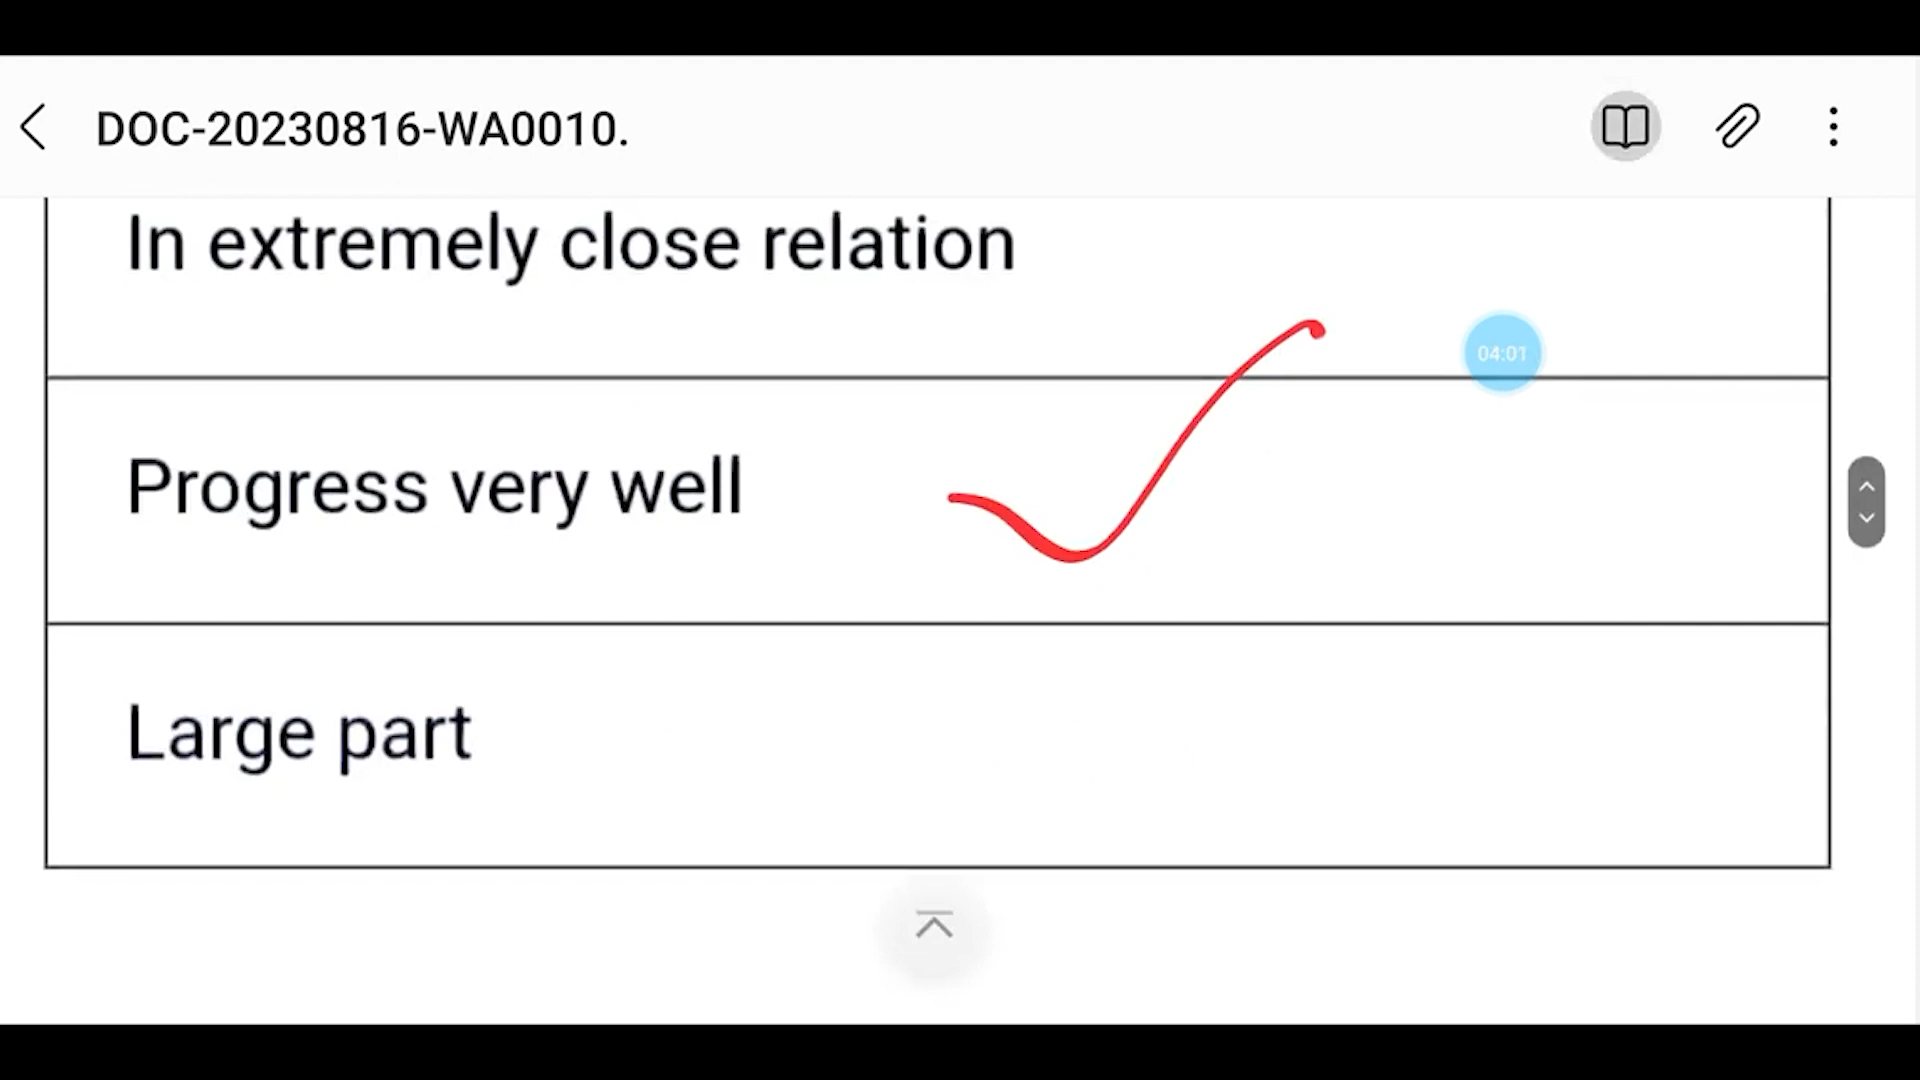 DOC-20230816-WA0010.
In extremely close relation
04:01
Progress very well
Large part